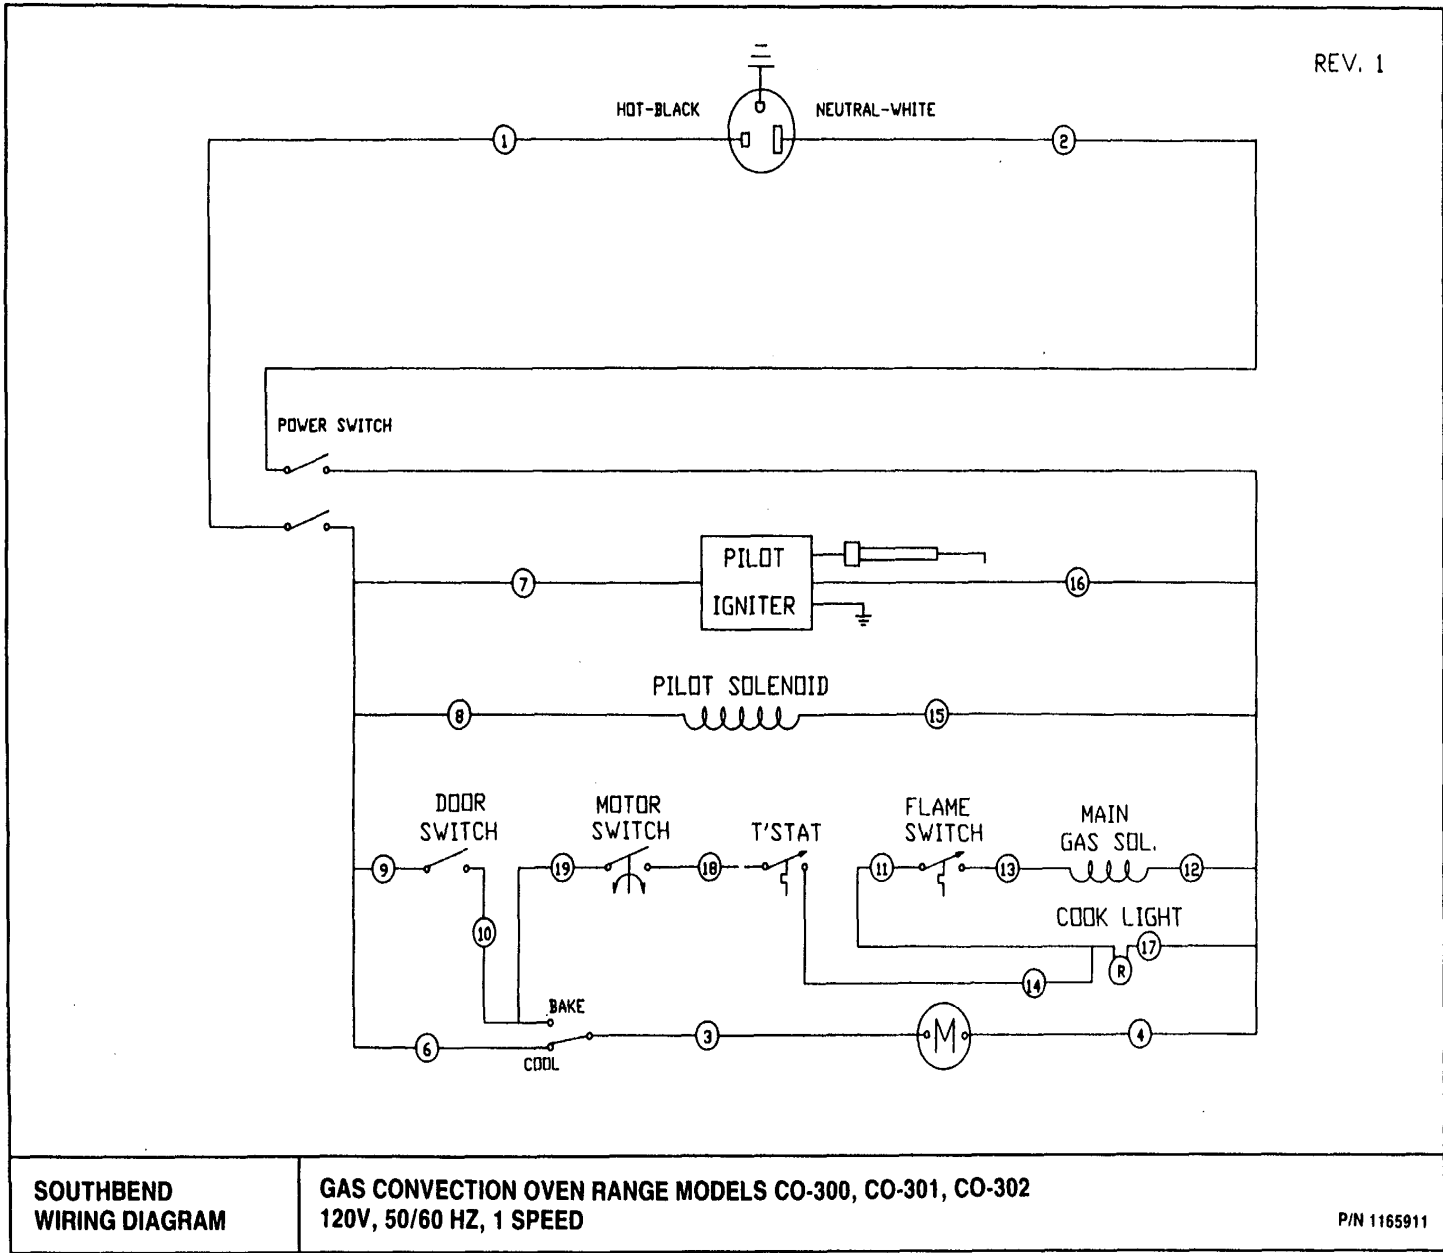 REV. 1
HOT-BLACK
NEUTRAL-WHITE
1
2
POWER SWITCH
PILOT
IGNITER
7
16
PILOT SOLENOID
8
15
DOOR
SWITCH
MOTOR
SWITCH
T'STAT
FLAME
SWITCH
MAIN
GAS SOL.
9
19
18
11
13
12
10
COOK LIGHT
17
R
14
BAKE
6
COOL
3
M
4
SOUTHBEND
WIRING DIAGRAM
GAS CONVECTION OVEN RANGE MODELS CO-300, CO-301, CO-302
120V, 50/60 HZ, 1 SPEED
P/N 1165911